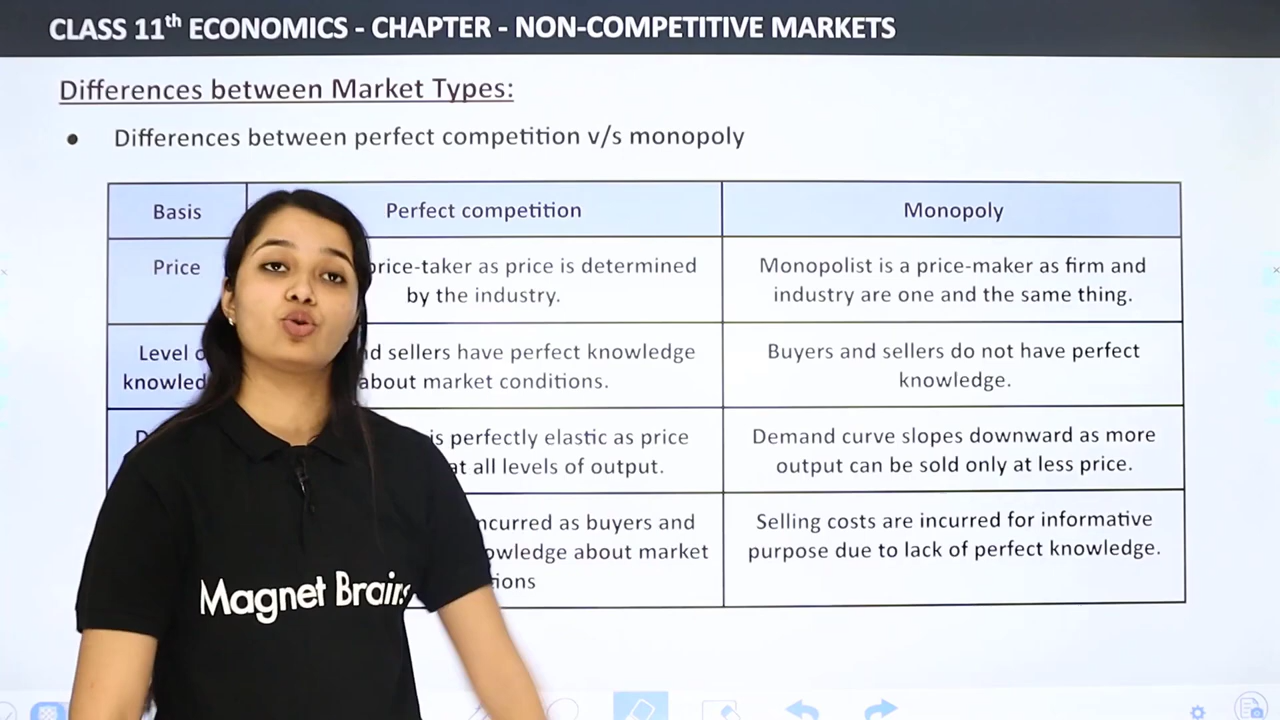 CLASS 11th ECONOMICS - CHAPTER - NON-COMPETITIVE MARKETS
Differences between Market Types:
• Differences between perfect competition v/s monopoly
Basis
Perfect competition
Monopoly
Price
price-taker as price is determined
by the industry.
Monopolist is a price-maker as firm and
industry are one and the same thing.
Level
sellers have perfect knowledge
about market conditions.
Buyers and sellers do not have perfect
knowledge.
is perfectly elastic as price
at all levels of output.
Demand curve slopes downward as more
output can be sold only at less price.
as buyers and
about market
Selling costs are incurred for informative
purpose due to lack of perfect knowledge.
Magnet Brains